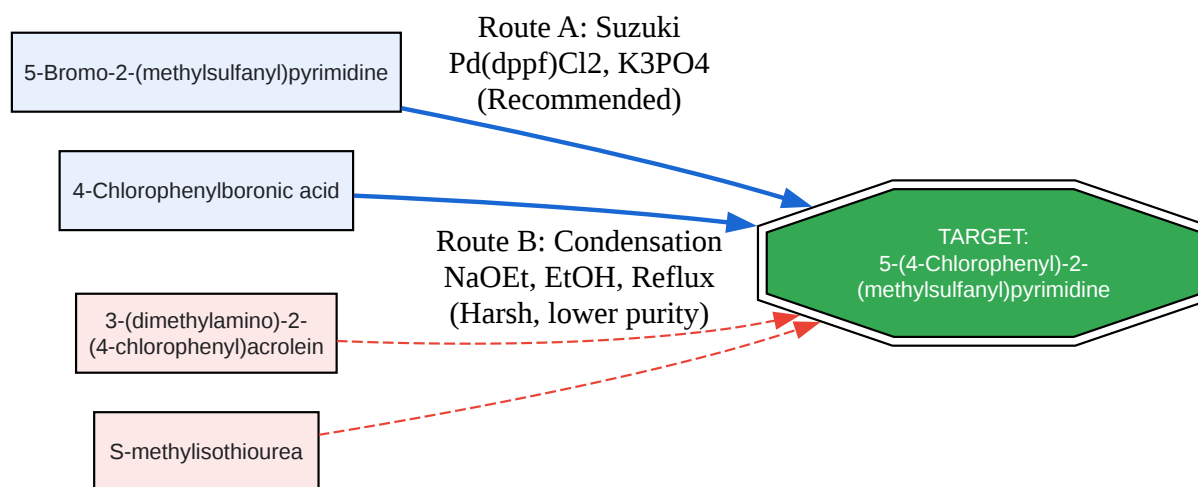 Route A: Suzuki
Pd(dppf)Cl2, K3PO4
(Recommended)
5-Bromo-2-(methylsulfanyl)pyrimidine
4-Chlorophenylboronic acid
Route B: Condensation
NaOEt, EtOH, Reflux
(Harsh, lower purity)
TARGET:
5-(4-Chlorophenyl)-2-
(methylsulfanyl)pyrimidine
3-(dimethylamino)-2-
(4-chlorophenyl)acrolein
S-methylisothiourea